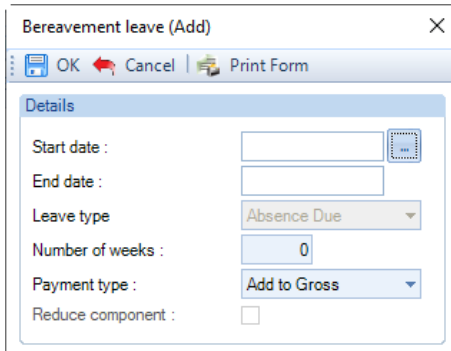 Bereavement leave (Add)
OK Cancel Print Form
Details
Start date : ...
End date :
Leave type Absence Due
Number of weeks : 0
Payment type : Add to Gross
Reduce component :